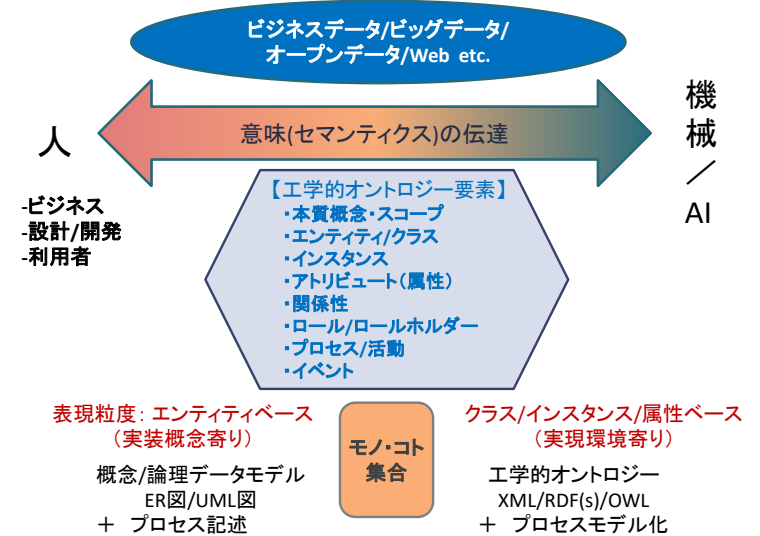 ビジネスデータ/ビッグデータ/
オープンデータ/Web etc.
意味(セマンティクス)の伝達
人
-ビジネス
-設計/開発
-利用者
機
械
／
AI
【工学的オントロジー要素】
・本質概念・スコープ
・エンティティ/クラス
・インスタンス
・アトリビュート（属性）
・関係性
・ロール/ロールホルダー
・プロセス/活動
・イベント
表現粒度： エンティティベース
（実装概念寄り）
概念/論理データモデル
ER図/UML図
＋ プロセス記述
モノ・コト
集合
クラス/インスタンス/属性ベース
（実現環境寄り）
工学的オントロジー
XML/RDF(s)/OWL
＋ プロセスモデル化